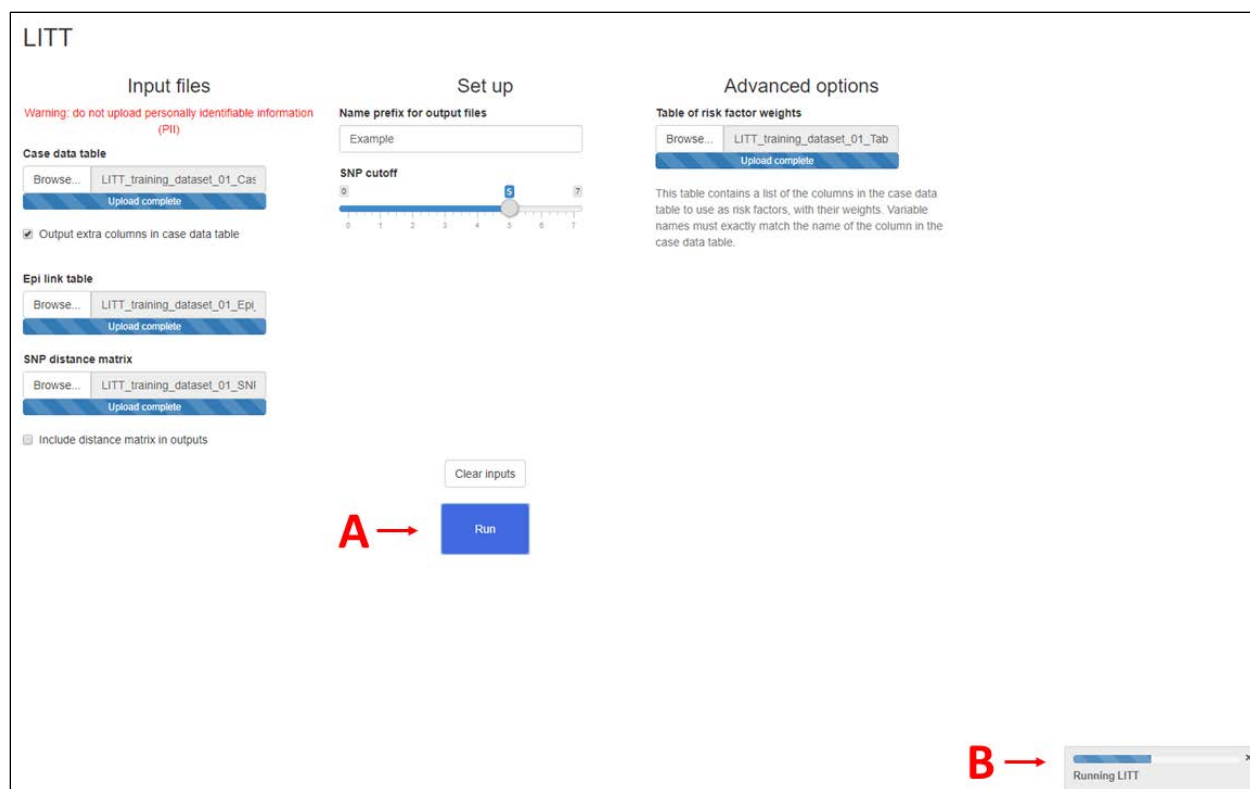 LITT
Input files
Warning: do not upload personally identifiable information
(PII)
Case data table
Browse... LITT_training_dataset_01_Cas
Upload complete
Output extra columns in case data table
Epi link table
Browse... LITT_training_dataset_01_Epi_
Upload complete
SNP distance matrix
Browse... LITT_training_dataset_01_SNI
Upload complete
Include distance matrix in outputs
Set up
Name prefix for output files
Example
SNP cutoff
0 5 7
0 1 2 3 4 5 6 7
Clear inputs
A
Run
Advanced options
Table of risk factor weights
Browse... LITT_training_dataset_01_Tab
Upload complete
This table contains a list of the columns in the case data
table to use as risk factors, with their weights. Variable
names must exactly match the name of the column in the
case data table.
B
×
Running LITT